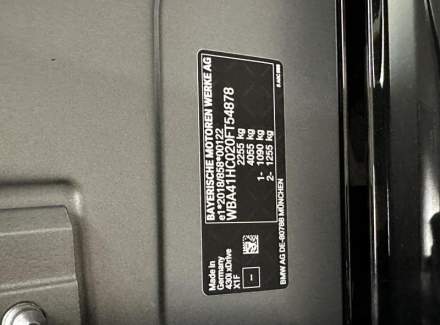 BAYERISCHE MOTOREN WERKE AG
e1*2018/858*00122
WBA41HC020FT54878
2255 kg
4055 kg
1- 1090 kg
2- 1255 kg
Made in
Germany
430i xDrive
X1F
-
BMW AG DE-80788 MÜNCHEN